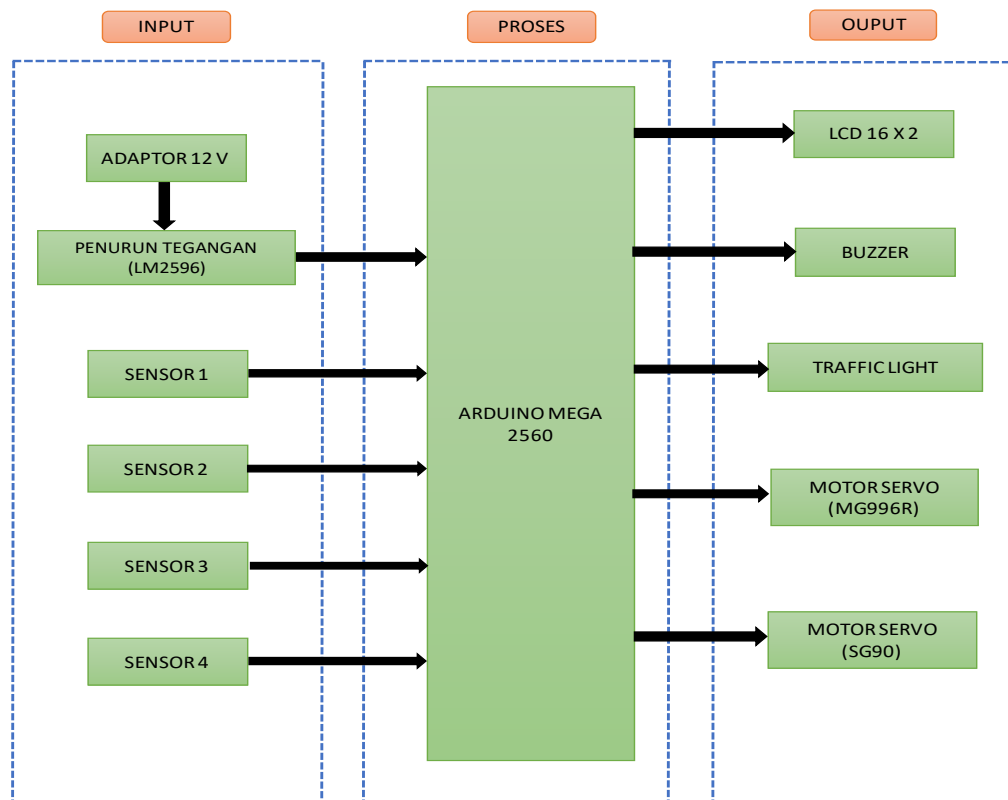 INPUT
PROSES
OUPUT
ADAPTOR 12 V
PENURUN TEGANGAN
(LM2596)
SENSOR 1
SENSOR 2
SENSOR 3
SENSOR 4
ARDUINO MEGA
2560
LCD 16 X 2
BUZZER
TRAFFIC LIGHT
MOTOR SERVO
(MG996R)
MOTOR SERVO
(SG90)